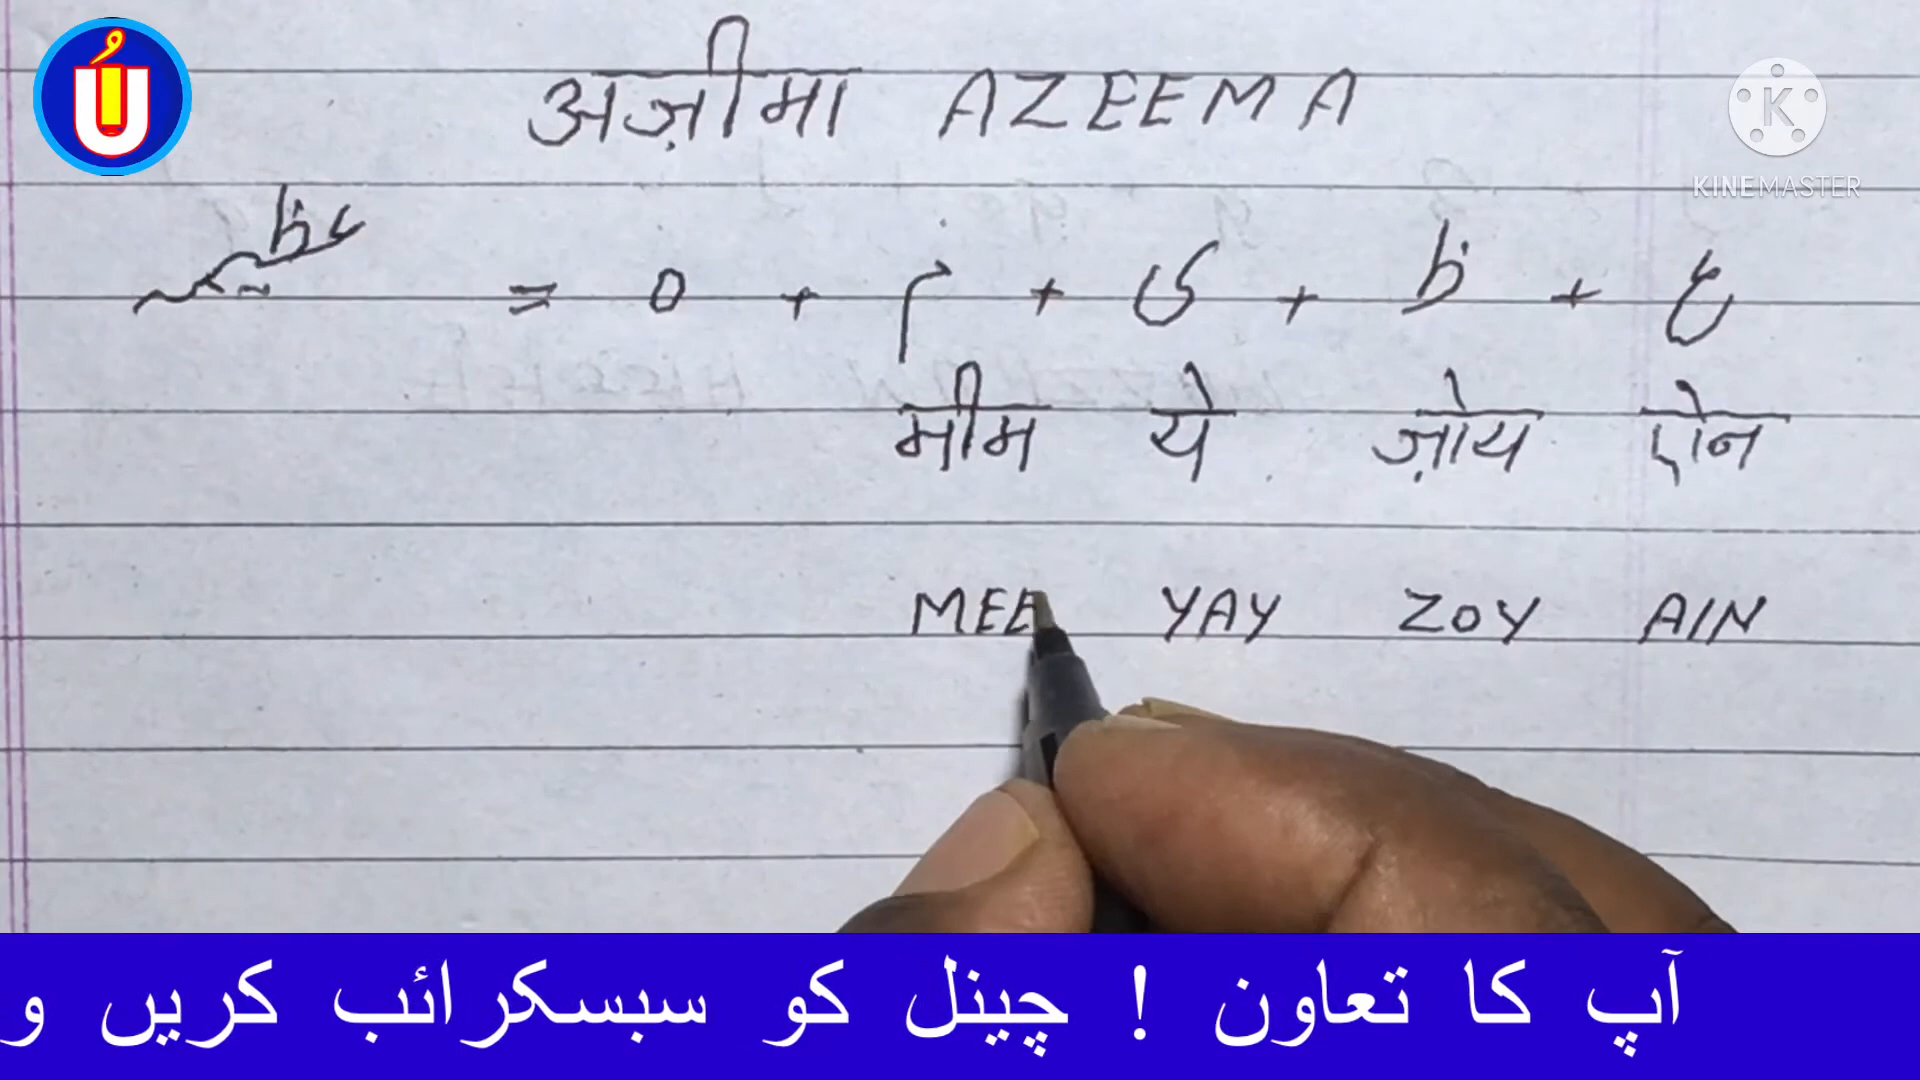 अज़ीमा AZEEMA
KINEMASTER
عظیمہ = ہ + م + ی + ظ + ع
मीम ये ज़ोय ऐन
MEE YAY ZOY AIN
آپ کا تعاون ! چینل کو سبسکرائب کریں و